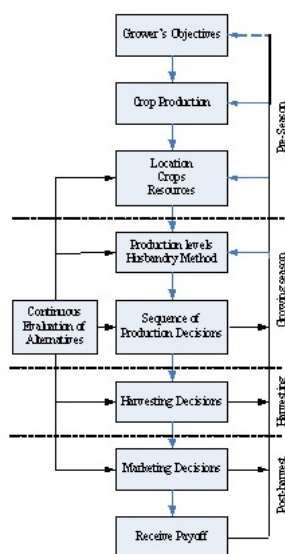 Grower's Objectives
Crop Production
Location
Crops
Resources
Pre-Season
Production levels
Husbandry Method
Continuous
Evaluation of
Alternatives
Sequence of
Production Decisions
Growing season
Harvesting Decisions
Harvesting
Marketing Decisions
Post-harvest
Receive Payoff